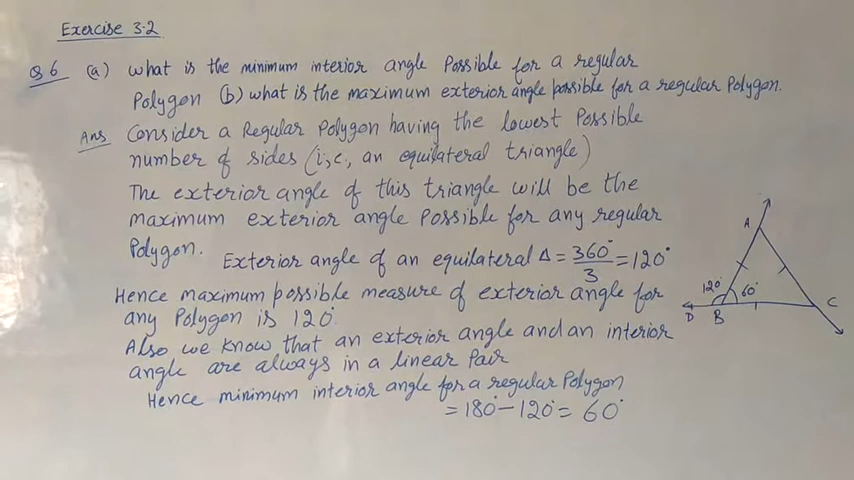 Exercise 3.2
Q 6 (a) what is the minimum interior angle Possible for a regular
Polygon (b) what is the maximum exterior angle possible for a regular Polygon.
Ans Consider a Regular Polygon having the lowest Possible
number of sides (i,e, an equilateral triangle)
The exterior angle of this triangle will be the
maximum exterior angle Possible for any regular
Polygon. Exterior angle of an equilateral Δ = 360°/3 = 120°
Hence maximum possible measure of exterior angle for
any Polygon is 120°
Also we know that an exterior angle and an interior
angle are always in a linear Pair
Hence minimum interior angle for a regular Polygon
= 180° - 120° = 60°
A
120° 60° C
D B